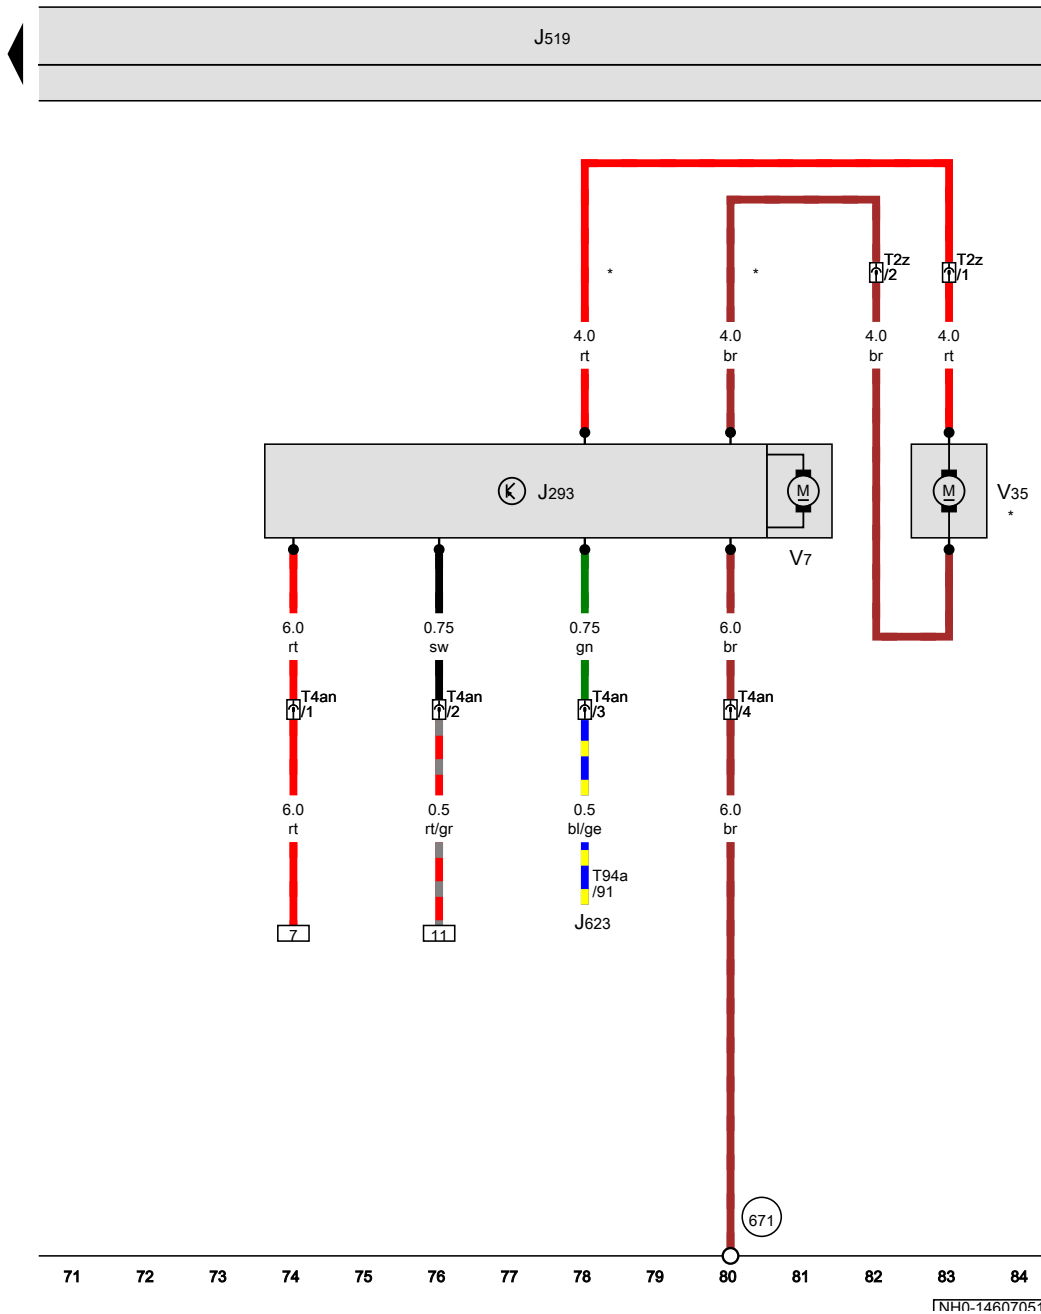 J519
T2z
/2
T2z
/1
*
*
4.0
rt
4.0
br
4.0
br
4.0
rt
J293
M
M
V35
*
V7
6.0
rt
0.75
sw
0.75
gn
6.0
br
T4an
/1
T4an
/2
T4an
/3
T4an
/4
6.0
rt
0.5
rt/gr
0.5
bl/ge
6.0
br
T94a
/91
J623
7
11
671
71 72 73 74 75 76 77 78 79 80 81 82 83 84
NH0-14607051